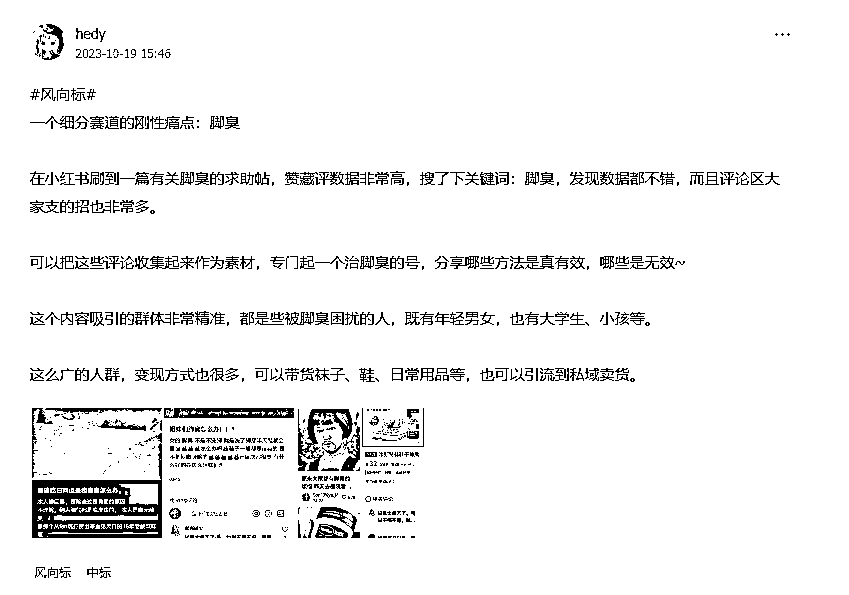 hedy
2023-10-19 15:46
#风向标#
一个细分赛道的刚性痛点：脚臭
在小红书刷到一篇有关脚臭的求助帖，赞藏评数据非常高，搜了下关键词：脚臭，发现数据都不错，而且评论区大
家支的招也非常多。
可以把这些评论收集起来作为素材，专门起一个治脚臭的号，分享哪些方法是真有效，哪些是无效~
这个内容吸引的群体非常精准，都是些被脚臭困扰的人，既有年轻男女，也有大学生、小孩等。
这么广的人群，变现方式也很多，可以带货袜子、鞋、日常用品等，也可以引流到私域卖货。
风向标 中标